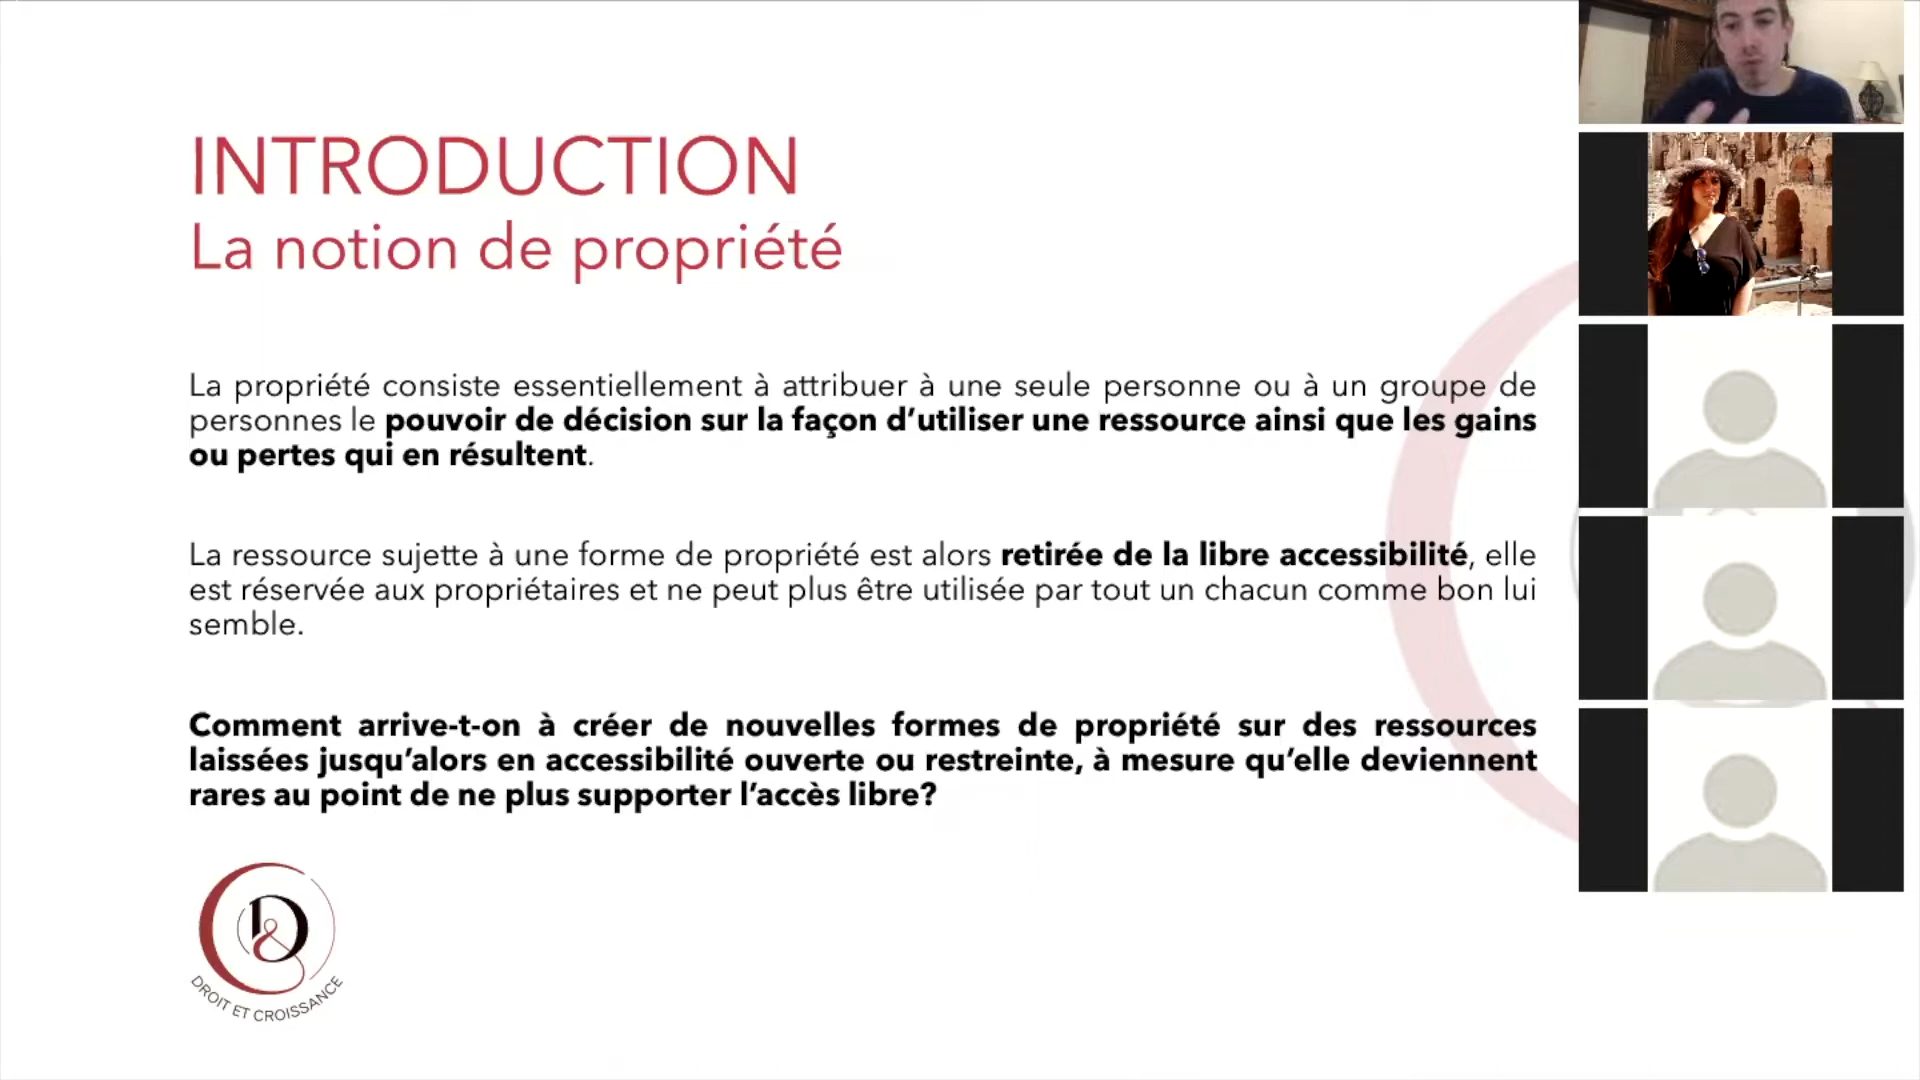 INTRODUCTION
La notion de propriété
La propriété consiste essentiellement à attribuer à une seule personne ou à un groupe de
personnes le pouvoir de décision sur la façon d’utiliser une ressource ainsi que les gains
ou pertes qui en résultent.
La ressource sujette à une forme de propriété est alors retirée de la libre accessibilité, elle
est réservée aux propriétaires et ne peut plus être utilisée par tout un chacun comme bon lui
semble.
Comment arrive-t-on à créer de nouvelles formes de propriété sur des ressources
laissées jusqu’alors en accessibilité ouverte ou restreinte, à mesure qu’elle deviennent
rares au point de ne plus supporter l’accès libre?
D&C
DROIT ET CROISSANCE